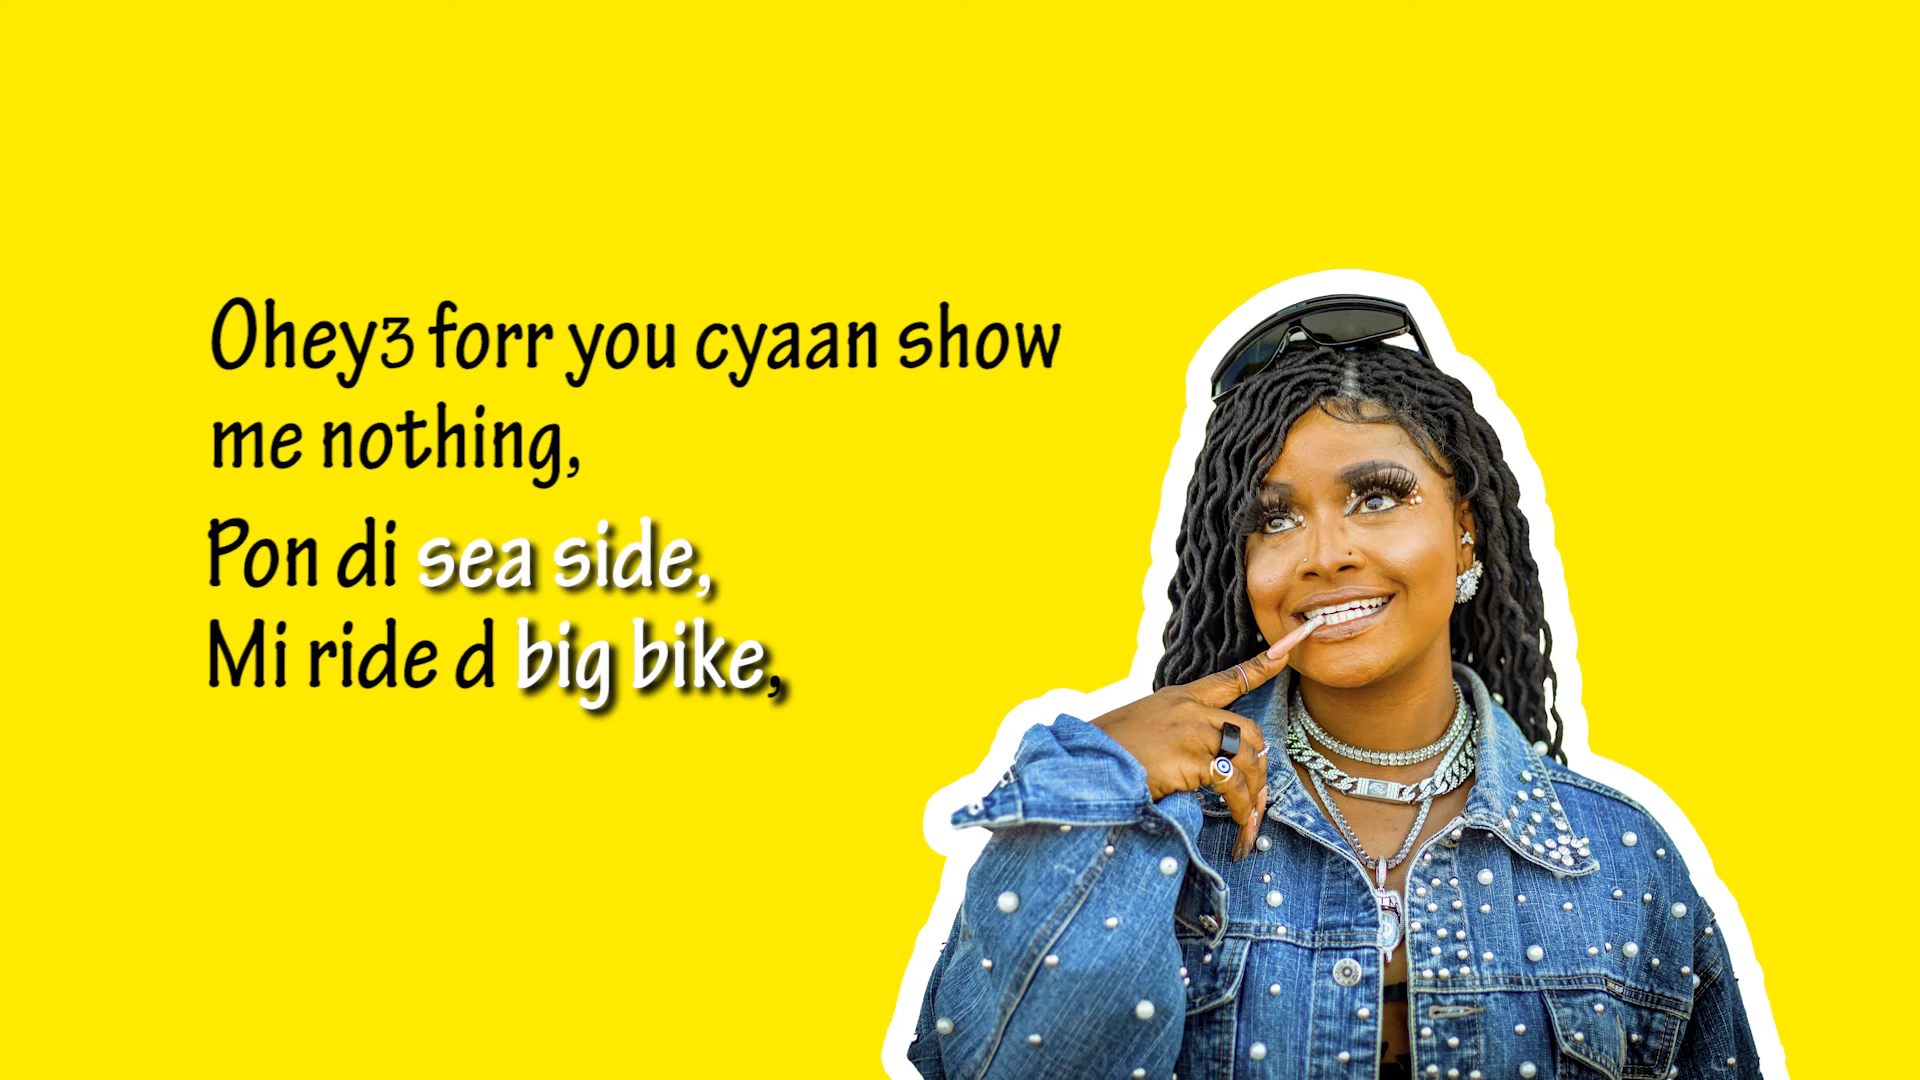 Ohey3 forr you cyaan show
me nothing,
Pon di sea side,
Mi ride d big bike,